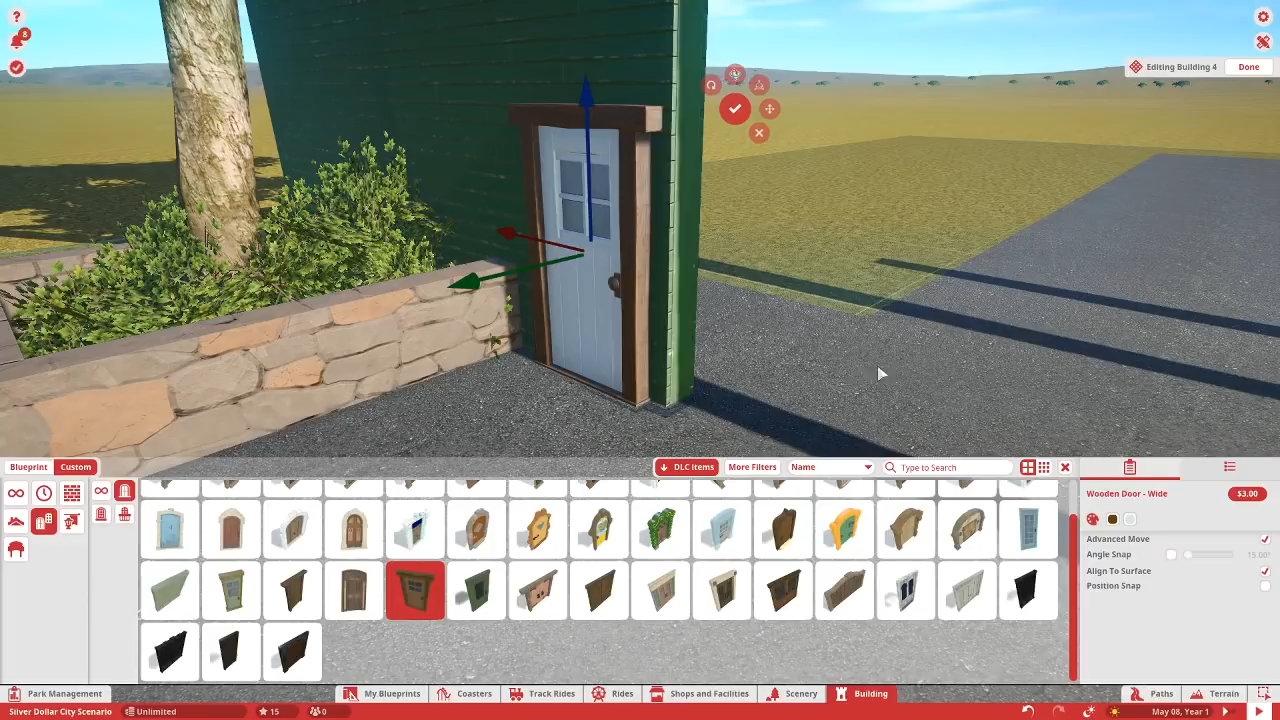 ?
8
Editing Building 4 Done
Blueprint Custom
DLC items More Filters Name Type to Search
Wooden Door - Wide $3.00
Advanced Move
Angle Snap 15.00°
Align To Surface
Position Snap
Park Management My Blueprints Coasters Track Rides Rides Shops and Facilities Scenery Building Paths Terrain
Silver Dollar City Scenario Unlimited 15 0 May 08, Year 1